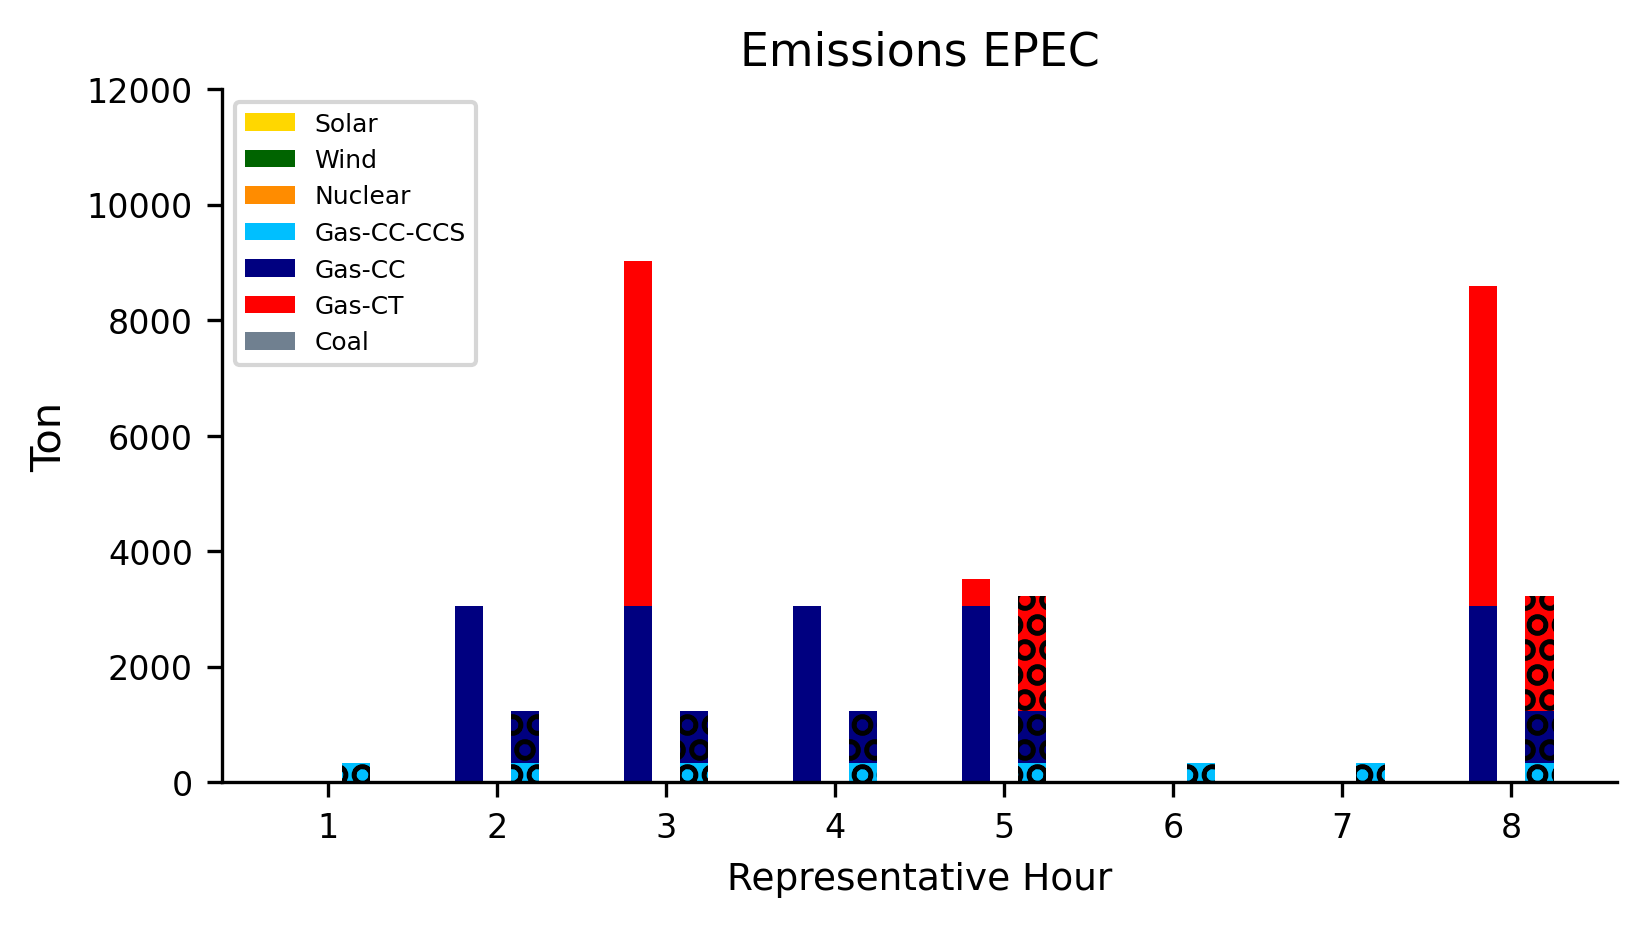 Emissions EPEC
12000
10000
8000
6000
4000
2000
0
Ton
Solar
Wind
Nuclear
Gas-CC-CCS
Gas-CC
Gas-CT
Coal
1 2 3 4 5 6 7 8
Representative Hour